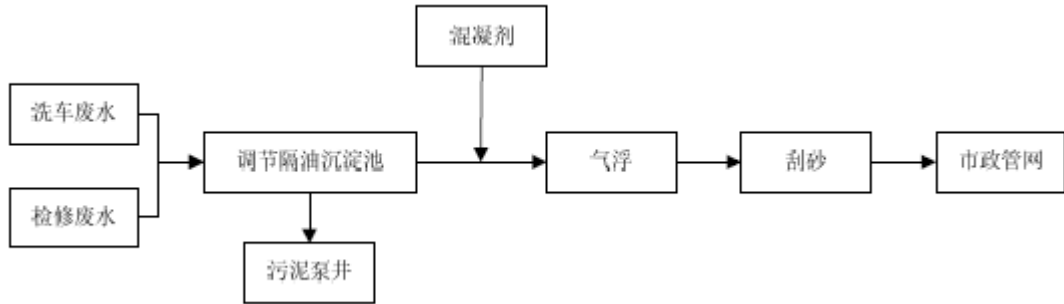 混凝剂
洗车废水
调节隔油沉淀池
气浮
刮砂
市政管网
检修废水
污泥泵井